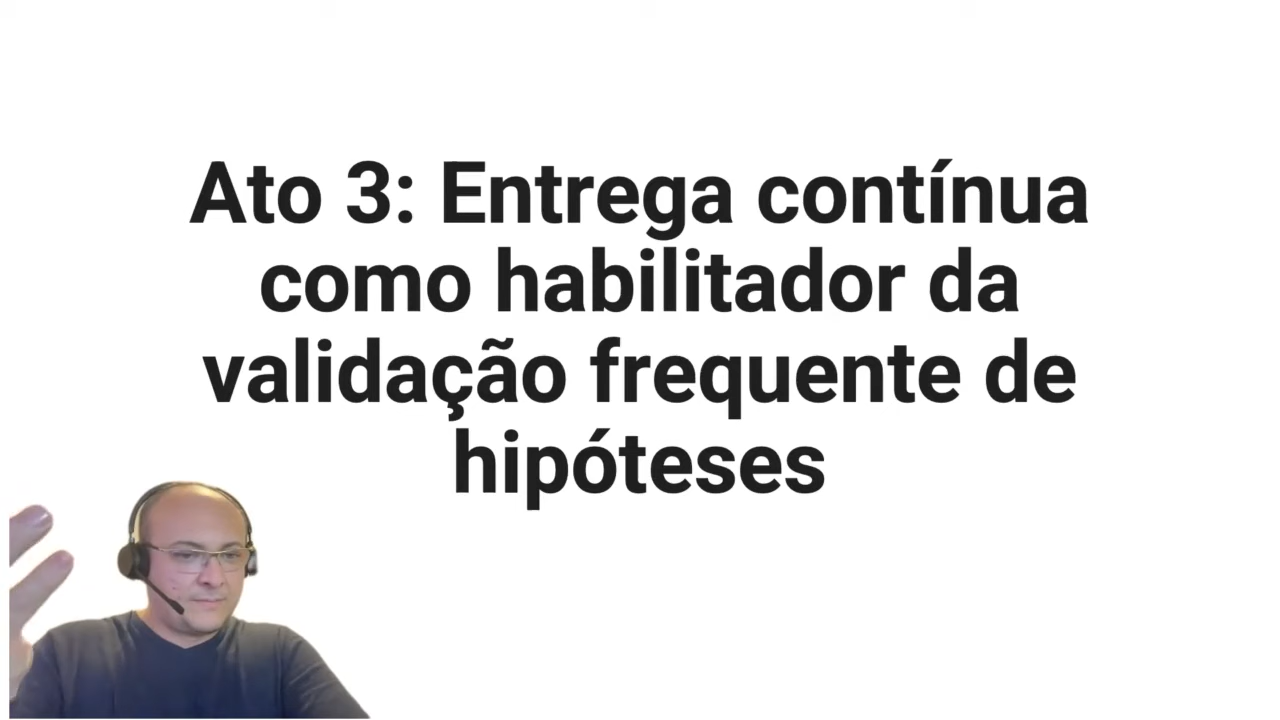 Ato 3: Entrega contínua
como habilitador da
validação frequente de
hipóteses